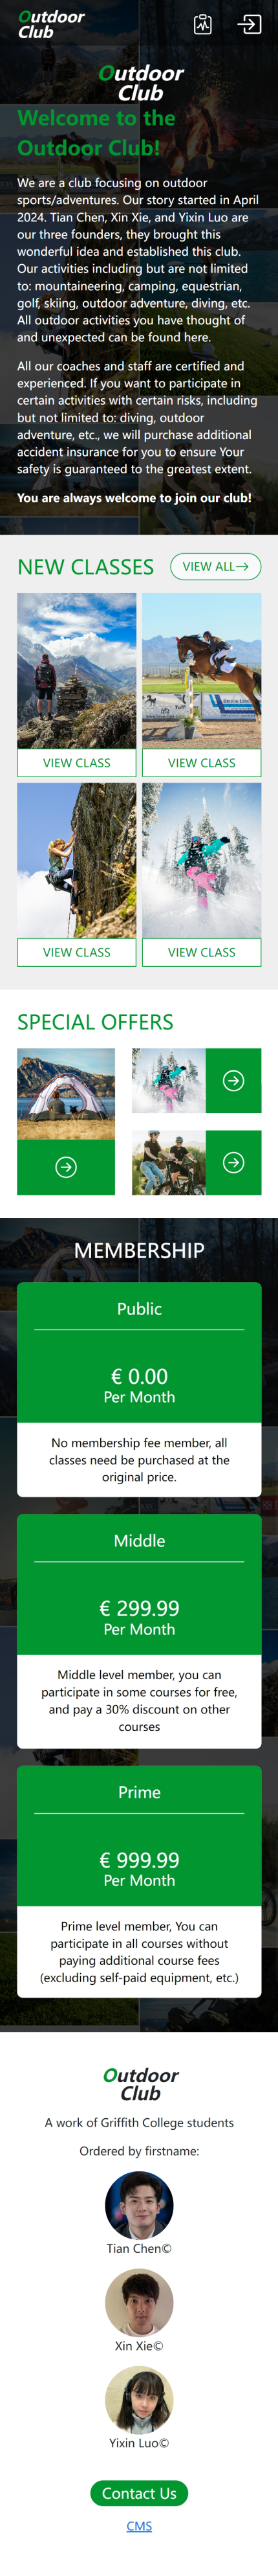 Outdoor
Club
Outdoor
Club
Welcome to the
Outdoor Club!
We are a club focusing on outdoor
sports/adventures. Our story started in April
2024. Tian Chen, Xin Xie, and Yixin Luo are
our three founders, they brought this
wonderful idea and established this club.
Our activities including but are not limited
to: mountaineering, camping, equestrian,
golf, skiing, outdoor adventure, diving, etc.
All outdoor activities you have thought of
and unexpected can be found here.
All our coaches and staff are certified and
experienced. If you want to participate in
certain activities with certain risks, including
but not limited to: diving, outdoor
adventure, etc., we will purchase additional
accident insurance for you to ensure Your
safety is guaranteed to the greatest extent.
You are always welcome to join our club!
NEW CLASSES
VIEW ALL→
VIEW CLASS
VIEW CLASS
VIEW CLASS
VIEW CLASS
SPECIAL OFFERS
MEMBERSHIP
Public
€ 0.00
Per Month
No membership fee member, all
classes need be purchased at the
original price.
Middle
€ 299.99
Per Month
Middle level member, you can
participate in some courses for free,
and pay a 30% discount on other
courses
Prime
€ 999.99
Per Month
Prime level member, You can
participate in all courses without
paying additional course fees
(excluding self-paid equipment, etc.)
Outdoor
Club
A work of Griffith College students
Ordered by firstname:
Tian Chen©
Xin Xie©
Yixin Luo©
Contact Us
CMS